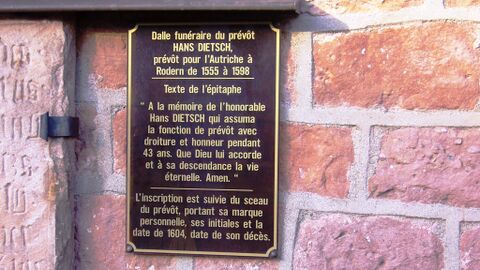 Dalle funéraire du prévôt
HANS DIETSCH,
prévôt pour l'Autriche à
Rodern de 1555 à 1598
Texte de l'épitaphe
" A la mémoire de l'honorable
Hans DIETSCH qui assuma
la fonction de prévôt avec
droiture et honneur pendant
43 ans. Que Dieu lui accorde
et à sa descendance la vie
éternelle. Amen. "
L'inscription est suivie du sceau
du prévôt, portant sa marque
personnelle, ses initiales et la
date de 1604, date de son décès.